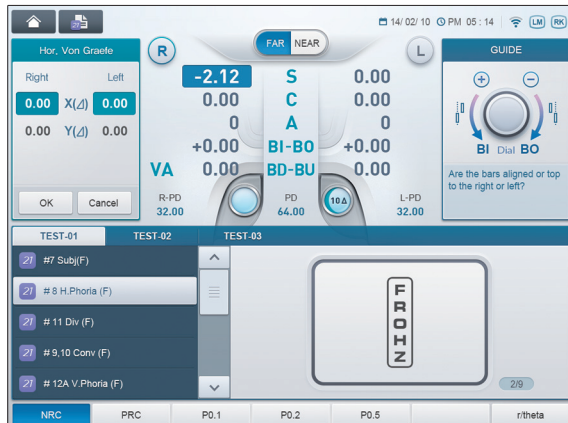 14/ 02/ 10 PM 05 : 14 LM RK
Hor, Von Graefe
Right Left
0.00 X(⊿) 0.00
0.00 Y(⊿) 0.00
OK Cancel
R FAR NEAR L
-2.12 S 0.00
0.00 C 0.00
0 A 0
+0.00 BI-BO +0.00
VA 0.00 BD-BU 0.00
R-PD PD 10Δ L-PD
32.00 64.00 32.00
GUIDE
+ −
BI Dial BO
Are the bars aligned or top
to the right or left?
TEST-01 TEST-02 TEST-03
21 #7 Subj(F)
21 # 8 H.Phoria (F)
21 # 11 Div (F)
21 # 9,10 Conv (F)
21 # 12A V.Phoria (F)
F
R
O
H
Z
2/9
NRC PRC P0.1 P0.2 P0.5 r/theta